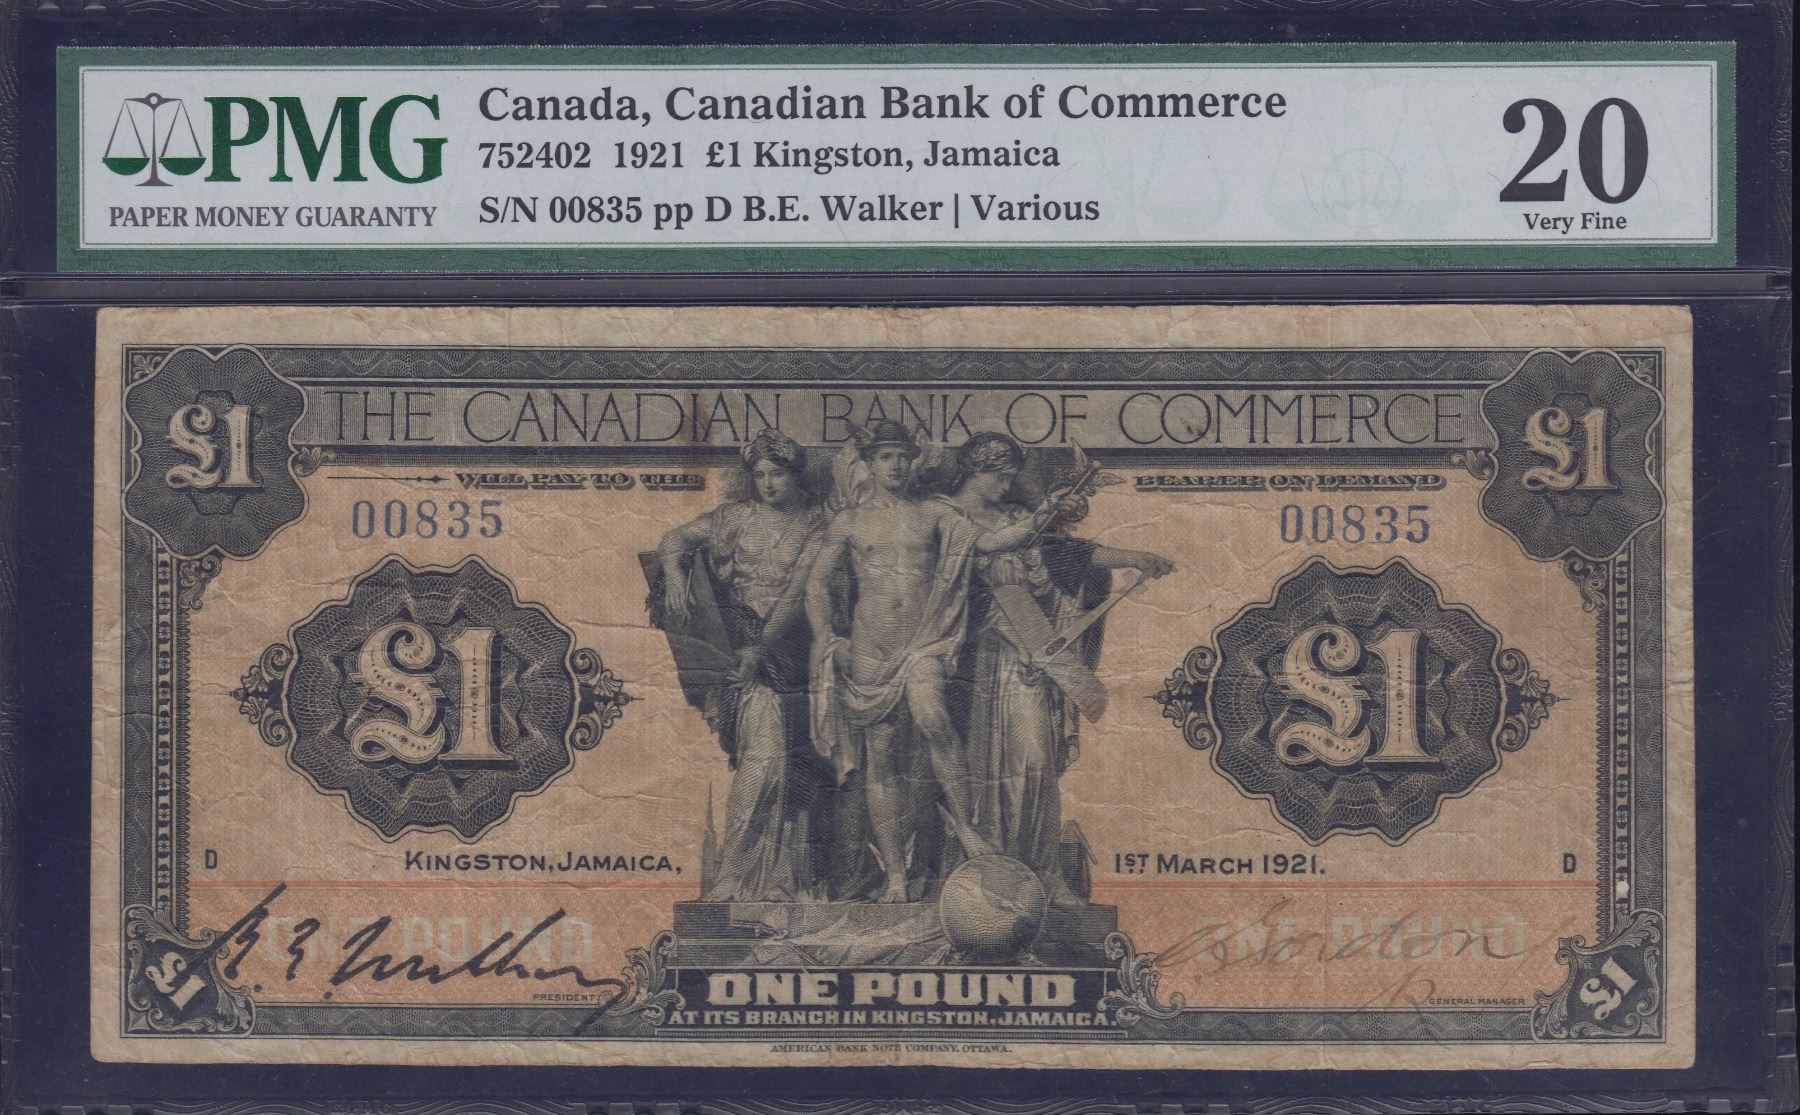 PMG
PAPER MONEY GUARANTY
Canada, Canadian Bank of Commerce
752402 1921 £1 Kingston, Jamaica
S/N 00835 pp D B.E. Walker | Various
20
Very Fine
£1 THE CANADIAN BANK OF COMMERCE £1
WILL PAY TO THE BEARER ON DEMAND
00835 00835
£1 £1
D KINGSTON, JAMAICA, 1ST MARCH 1921. D
ONE POUND ONE POUND
B. E. Walker Gordon
PRESIDENT GENERAL MANAGER
£1 ONE POUND £1
AT ITS BRANCH IN KINGSTON, JAMAICA.
AMERICAN BANK NOTE COMPANY, OTTAWA.